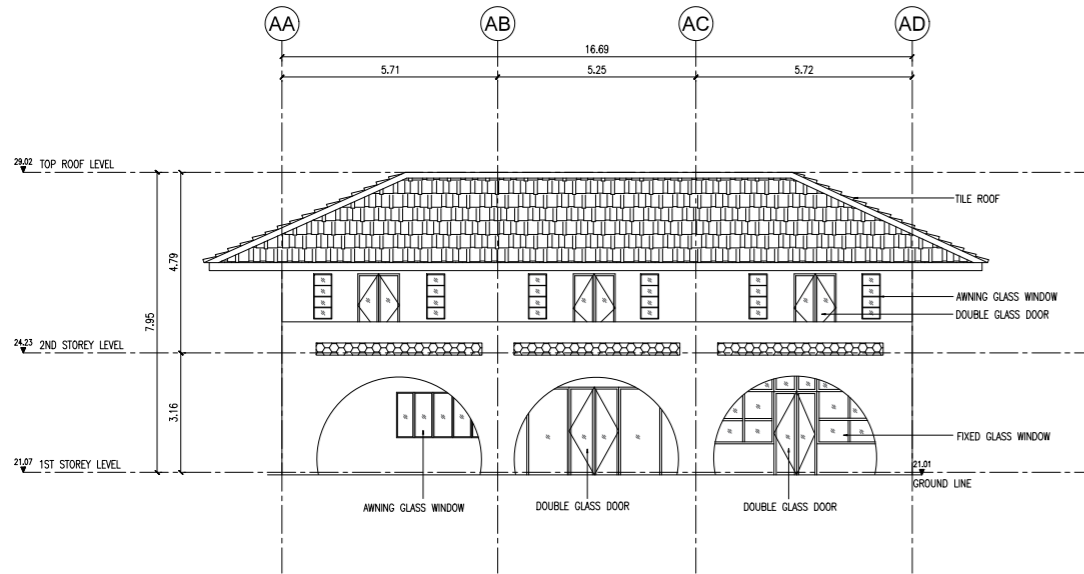 AA AB AC AD
16.69
5.71 5.25 5.72
29.02 TOP ROOF LEVEL
TILE ROOF
4.79
7.95
AWNING GLASS WINDOW
DOUBLE GLASS DOOR
24.23 2ND STOREY LEVEL
3.16
FIXED GLASS WINDOW
21.07 1ST STOREY LEVEL
21.01
GROUND LINE
AWNING GLASS WINDOW
DOUBLE GLASS DOOR
DOUBLE GLASS DOOR